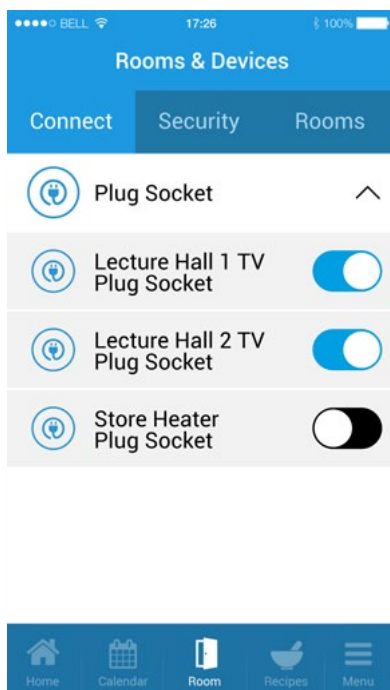 BELL 17:26 100%
Rooms & Devices
Connect Security Rooms
Plug Socket
Lecture Hall 1 TV
Plug Socket
Lecture Hall 2 TV
Plug Socket
Store Heater
Plug Socket
Home Calendar Room Recipes Menu